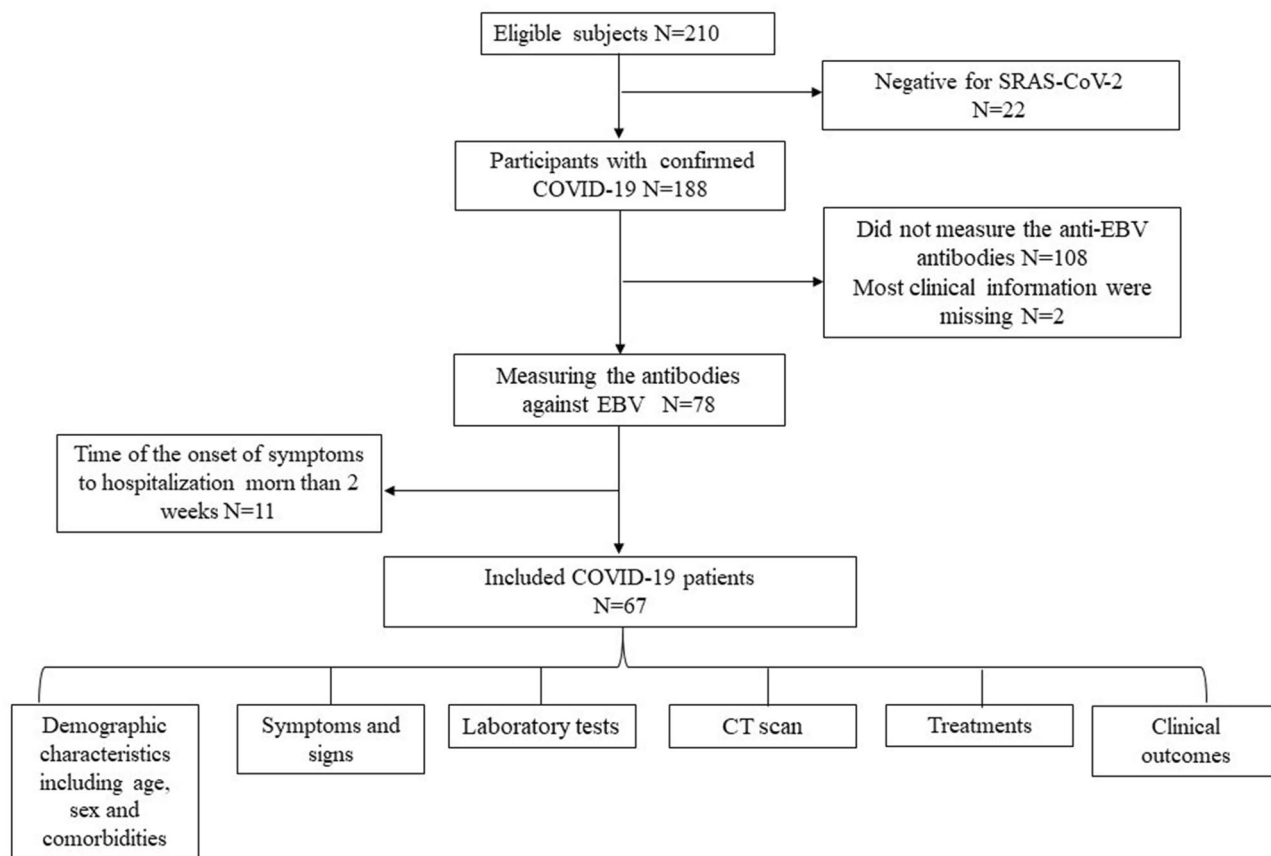 Eligible subjects N=210
Negative for SRAS-CoV-2
N=22
Participants with confirmed
COVID-19 N=188
Did not measure the anti-EBV
antibodies N=108
Most clinical information were
missing N=2
Measuring the antibodies
against EBV N=78
Time of the onset of symptoms
to hospitalization morn than 2
weeks N=11
Included COVID-19 patients
N=67
Demographic
characteristics
including age,
sex and
comorbidities
Symptoms and
signs
Laboratory tests
CT scan
Treatments
Clinical
outcomes